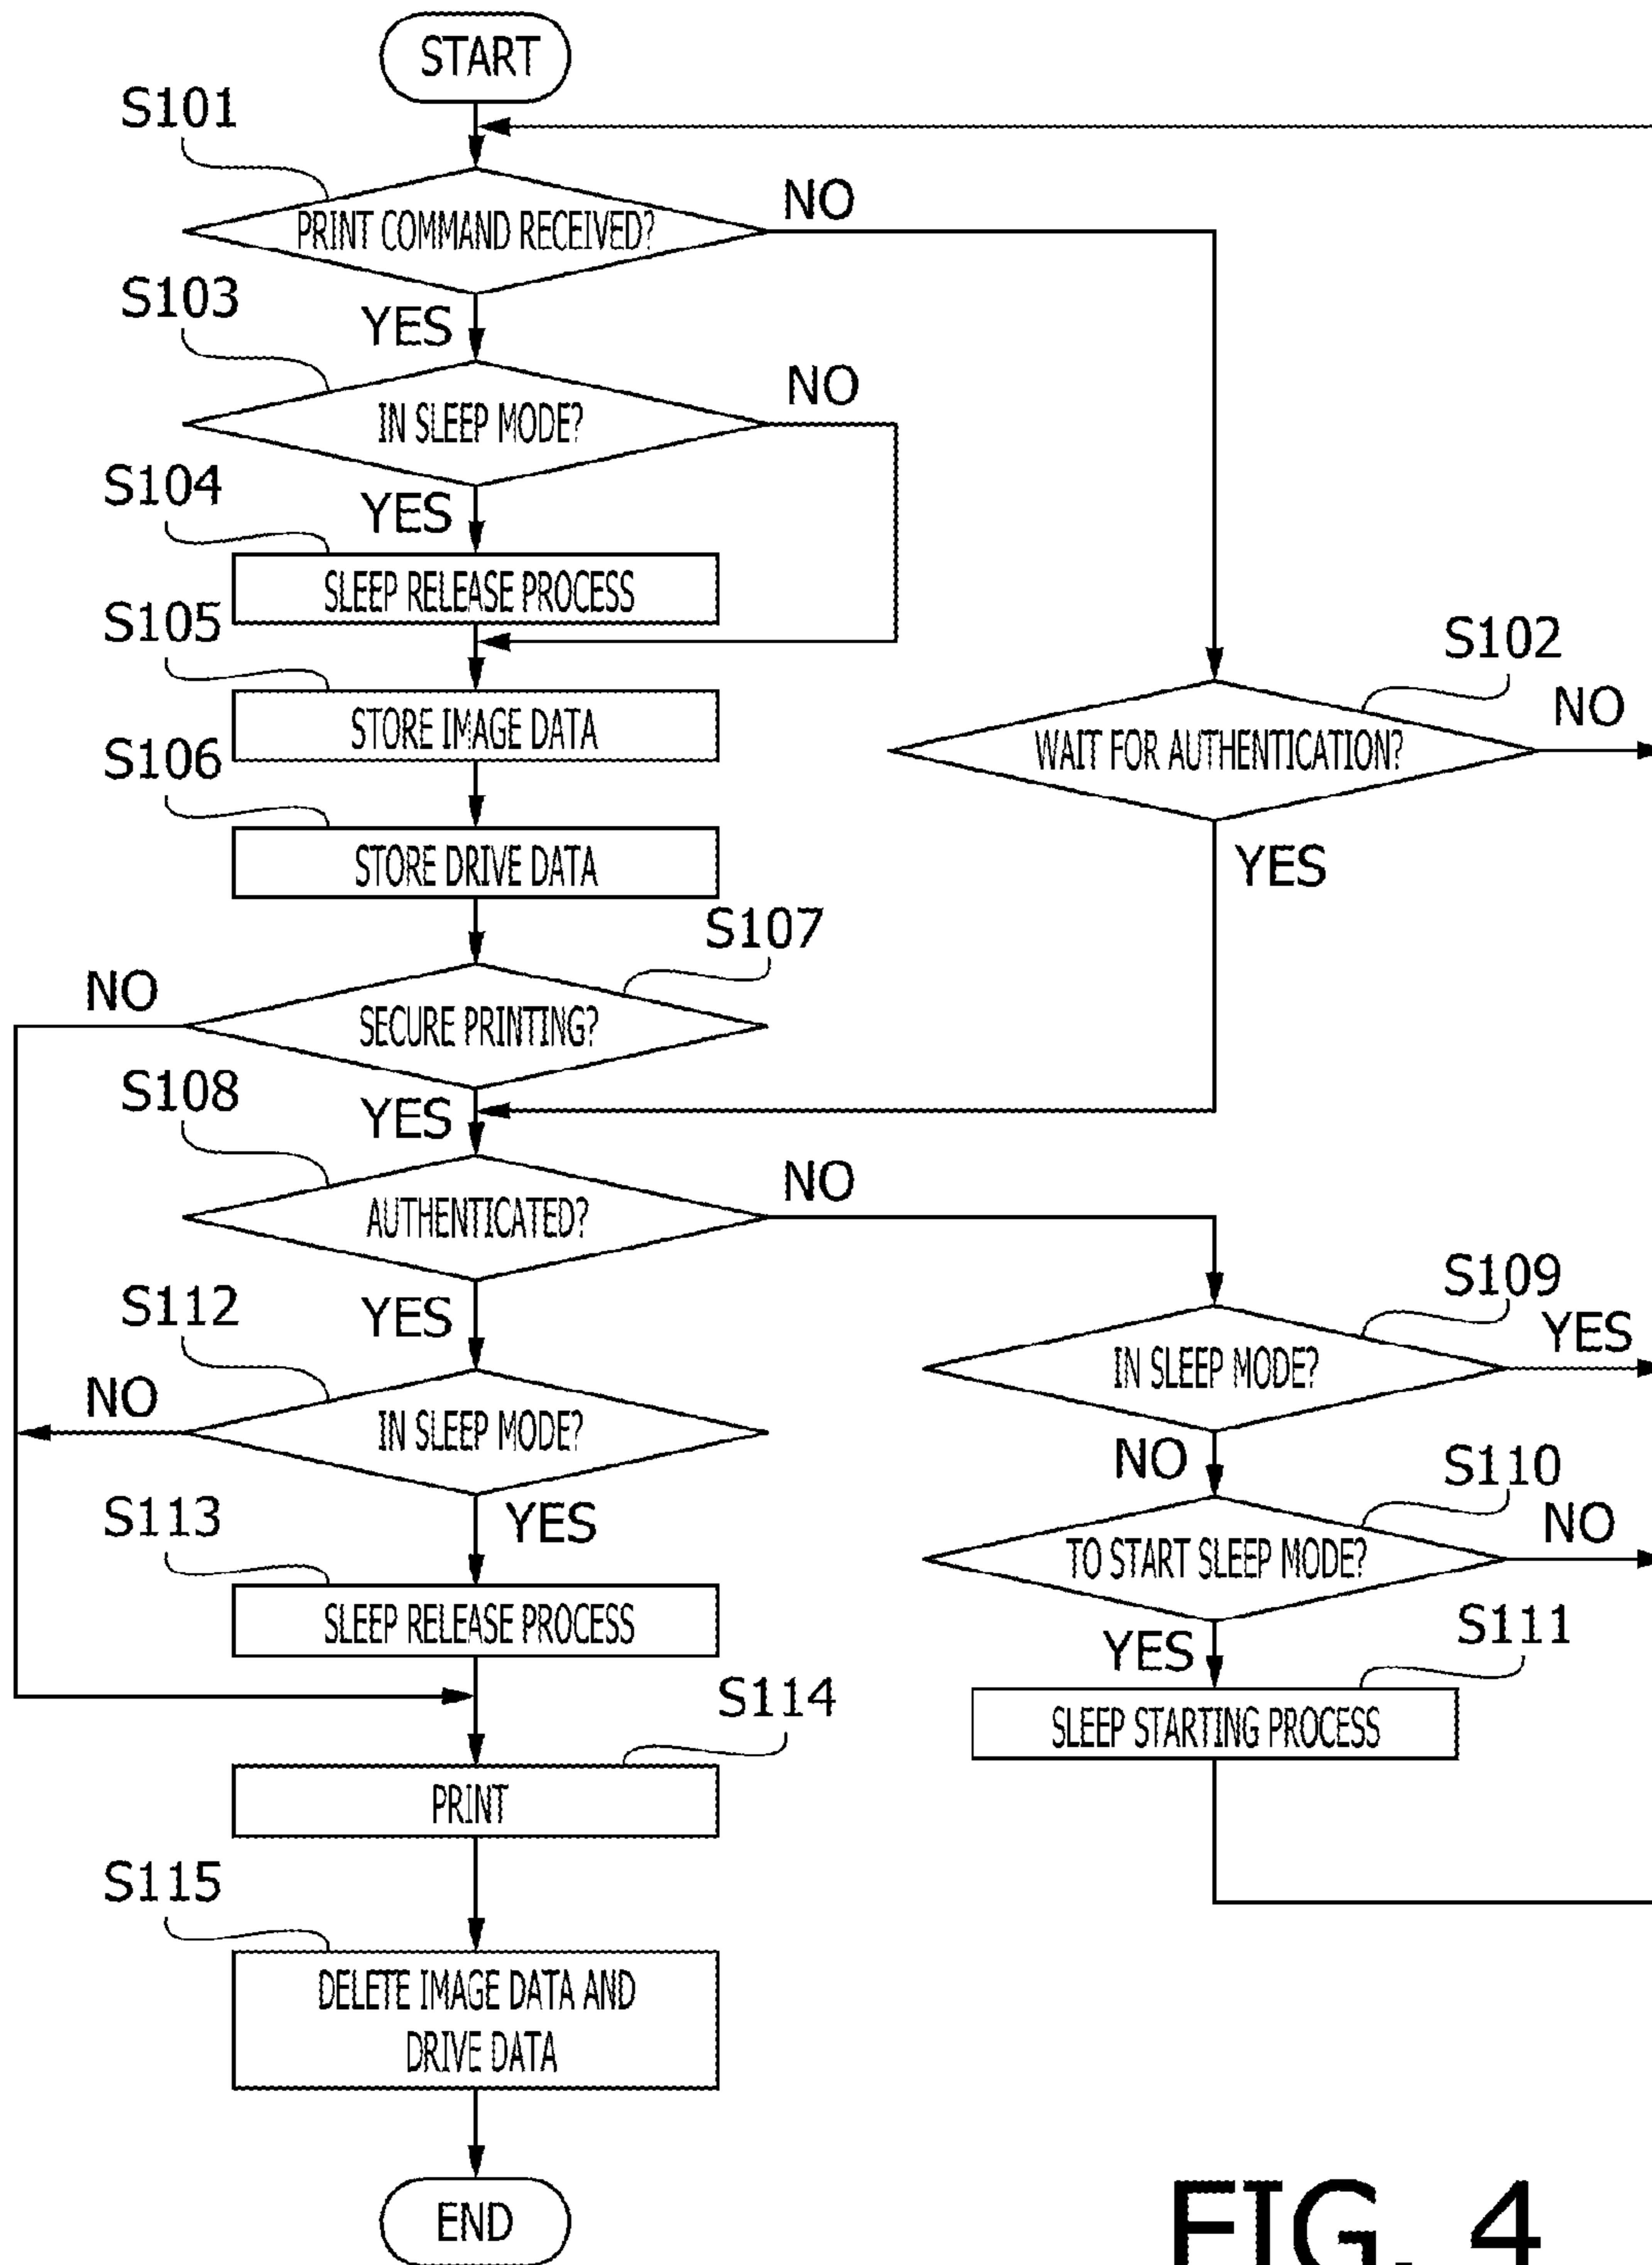 START
S101
PRINT COMMAND RECEIVED?
NO
YES
S103
IN SLEEP MODE?
NO
YES
S104
SLEEP RELEASE PROCESS
S105
STORE IMAGE DATA
S106
STORE DRIVE DATA
S102
WAIT FOR AUTHENTICATION?
NO
YES
S107
SECURE PRINTING?
NO
YES
S108
AUTHENTICATED?
NO
YES
S109
IN SLEEP MODE?
YES
NO
S110
TO START SLEEP MODE?
NO
YES
S111
SLEEP STARTING PROCESS
S112
IN SLEEP MODE?
NO
YES
S113
SLEEP RELEASE PROCESS
S114
PRINT
S115
DELETE IMAGE DATA AND
DRIVE DATA
END
FIG. 4